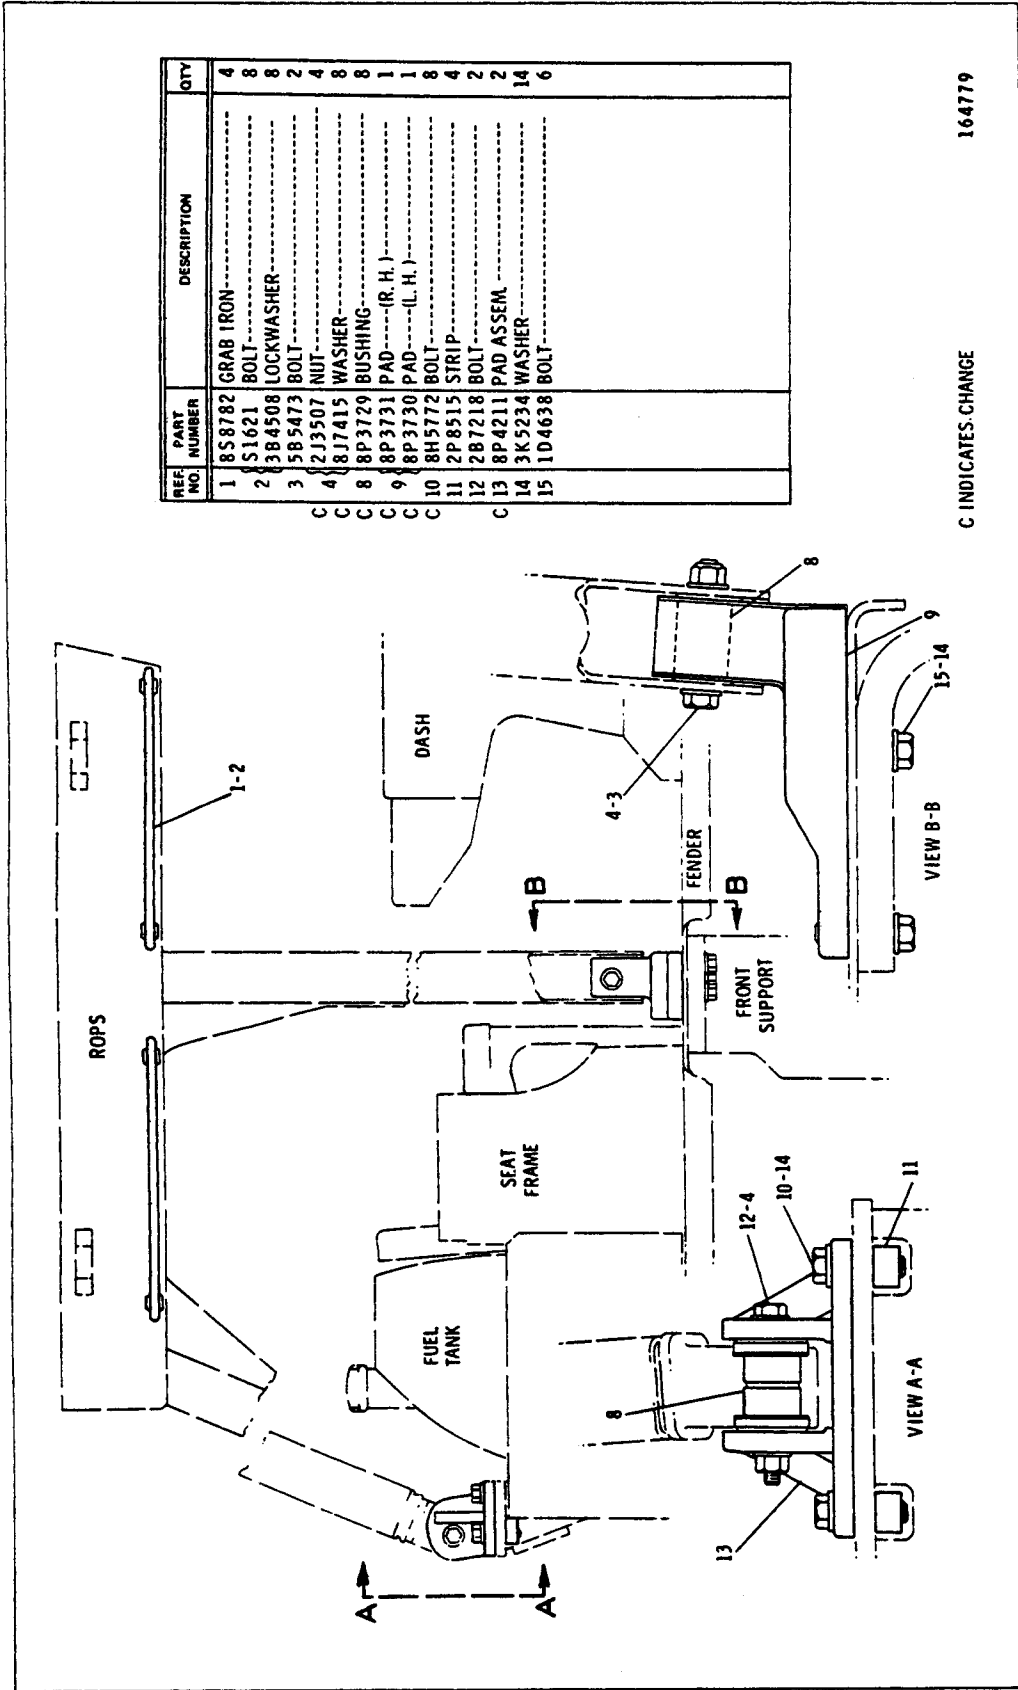 REF. NO. PART NUMBER DESCRIPTION QTY
1 8S8782 GRAB IRON 4
2 S1621 BOLT 8
3B4508 LOCKWASHER 8
3 5B5473 BOLT 2
C 4 2J3507 NUT 4
C 8J7415 WASHER 8
C 8 8P3729 BUSHING 8
C 9 8P3731 PAD----(R.H.) 1
C 8P3730 PAD----(L.H.) 1
C 10 8H5772 BOLT 8
11 2P8515 STRIP 4
12 2B7218 BOLT 2
C 13 8P4211 PAD ASSEM. 2
14 3K5234 WASHER 14
15 1D4638 BOLT 6
C INDICATES CHANGE
164779
ROPS
1-2
DASH
FUEL TANK
SEAT FRAME
FRONT SUPPORT
FENDER
A
A
B
B
4-3
8
9
15-14
VIEW B-B
8
12-4
10-14
11
13
VIEW A-A